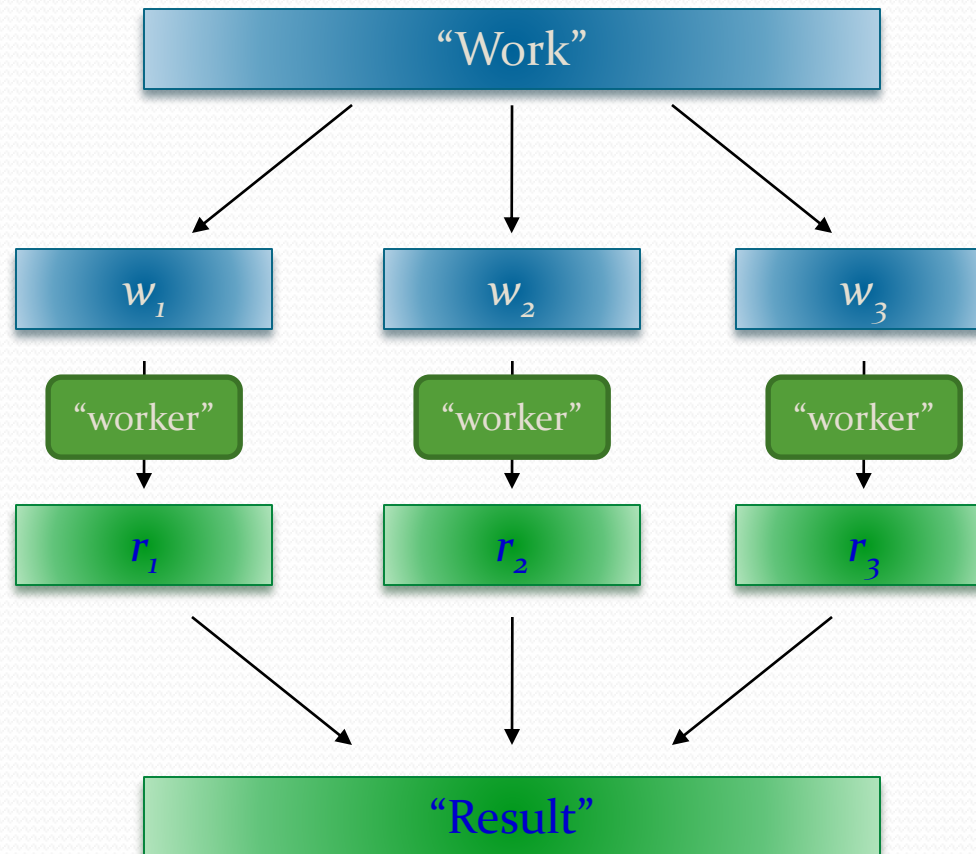 “Work”
w₁ w₂ w₃
“worker” “worker” “worker”
r₁ r₂ r₃
“Result”